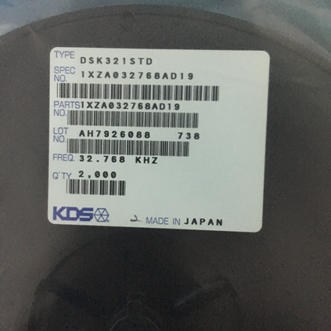 TYPE DSK321STD
SPEC NO. 1XZA032768AD19
PARTS NO. 1XZA032768AD19
LOT NO. AH7926088 738
FREQ. 32.768 KHZ
Q'TY 2,000
KDS MADE IN JAPAN